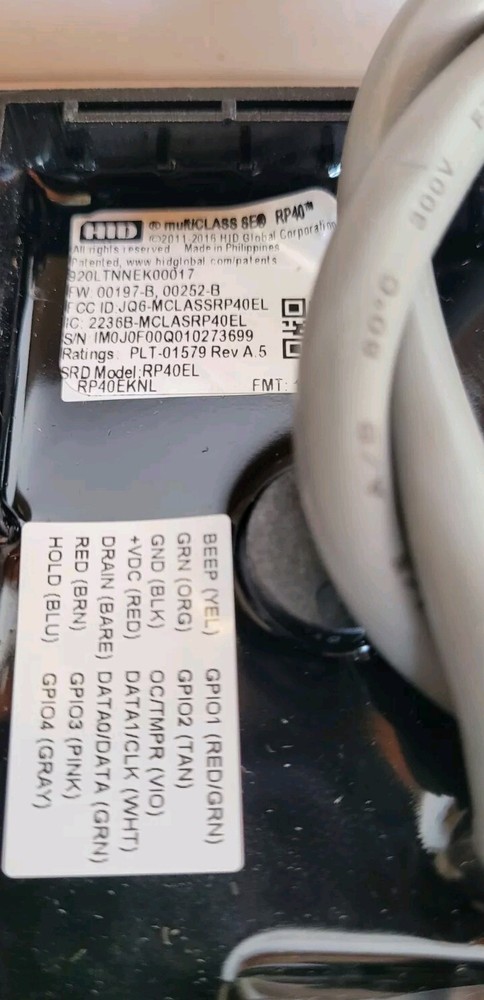 HID ® multiCLASS SE® RP40™
©2011-2016 HID Global Corporation
All rights reserved Made in Philippines
Patented, www.hidglobal.com/patents
920LTNNEK00017
FW: 00197-B, 00252-B
FCC ID:JQ6-MCLASSRP40EL
IC: 2236B-MCLASRP40EL
S/N IM0J0F00Q010273699
Ratings: PLT-01579 Rev A.5
SRD Model:RP40EL
RP40EKNL FMT:
BEEP (YEL) GPIO1 (RED/GRN)
GRN (ORG) GPIO2 (TAN)
GND (BLK) OC/TMPR (VIO)
+VDC (RED) DATA1/CLK (WHT)
DRAIN (BARE) DATA0/DATA (GRN)
RED (BRN) GPIO3 (PINK)
HOLD (BLU) GPIO4 (GRAY)
300V